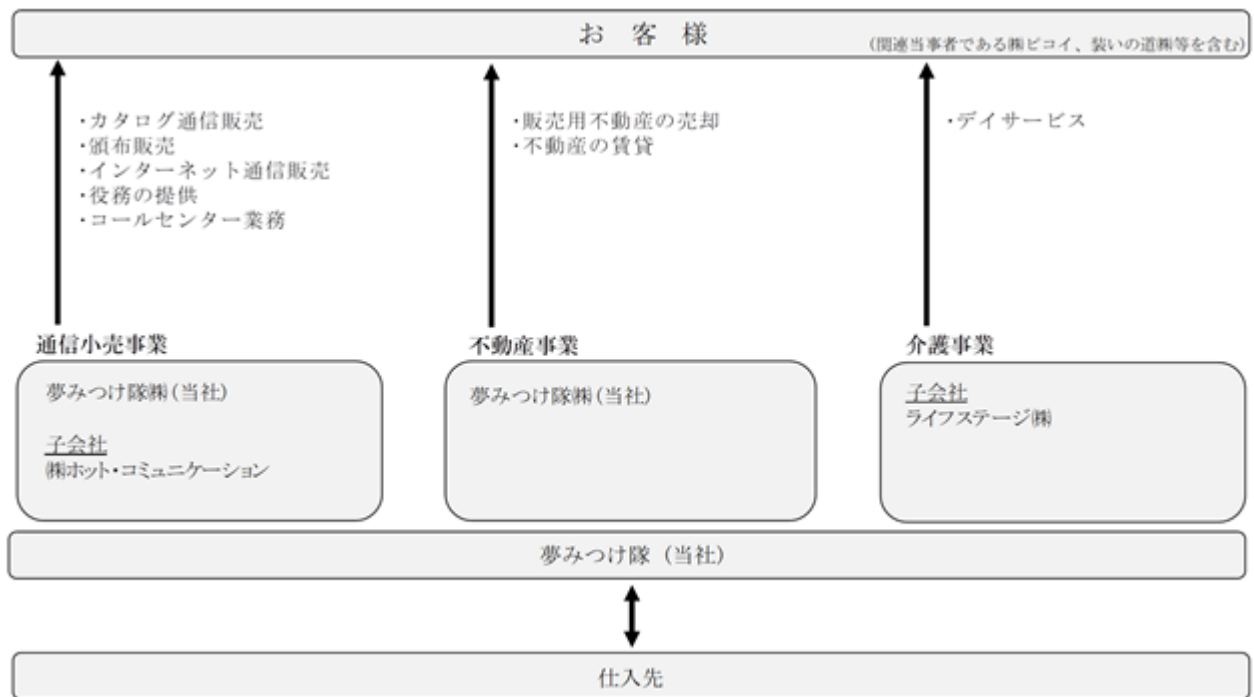 お 客 様
(関連当事者である㈱ピコイ、装いの道㈱等を含む)
・カタログ通信販売
・頒布販売
・インターネット通信販売
・役務の提供
・コールセンター業務
・販売用不動産の売却
・不動産の賃貸
・デイサービス
通信小売事業
夢みつけ隊㈱(当社)
子会社
㈱ホット・コミュニケーション
不動産事業
夢みつけ隊㈱(当社)
介護事業
子会社
ライフステージ㈱
夢みつけ隊 (当社)
仕入先